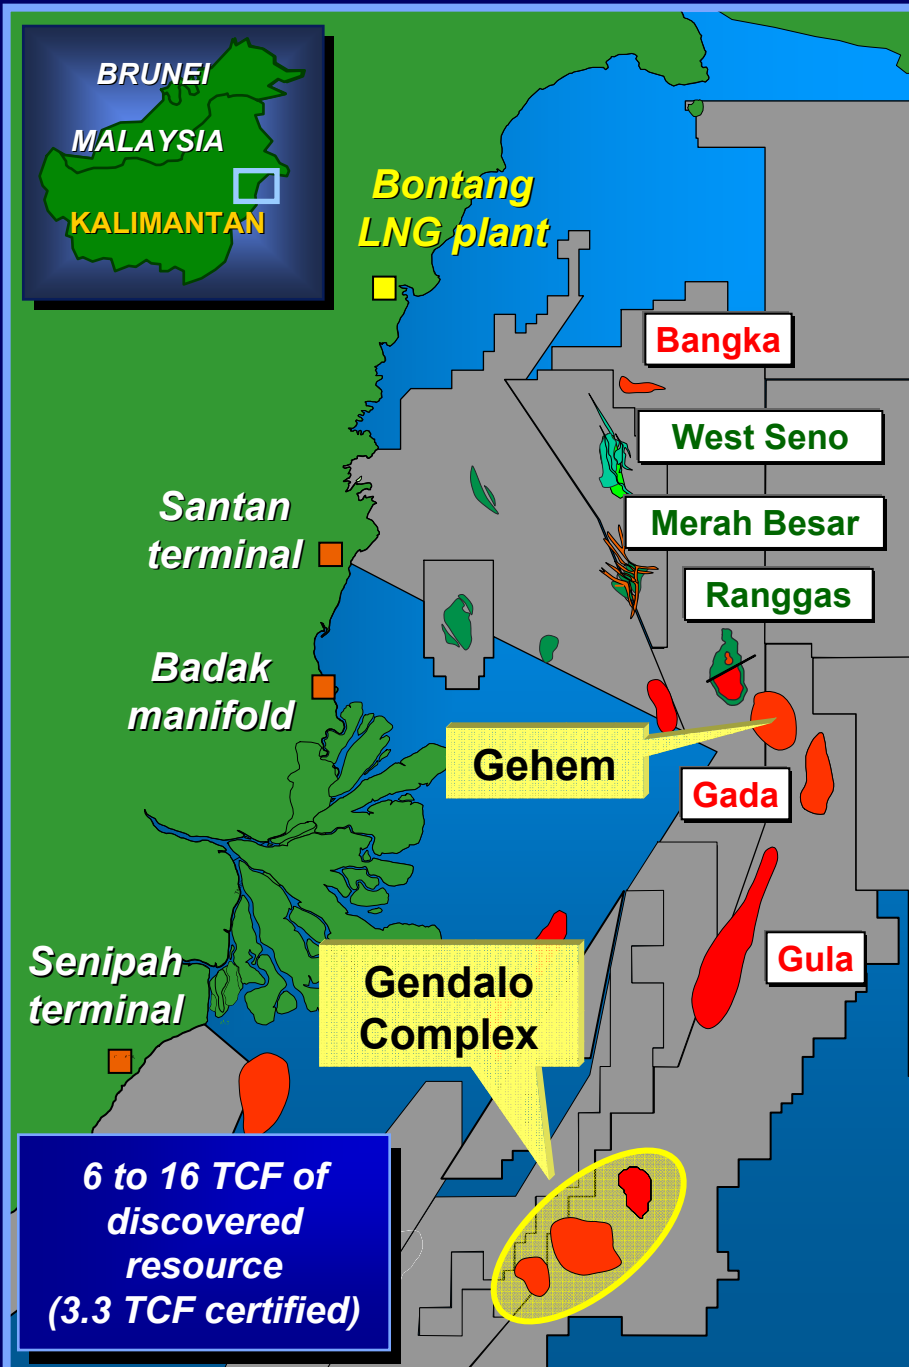 BRUNEI
MALAYSIA
KALIMANTAN
Bontang
LNG plant
Bangka
West Seno
Merah Besar
Santan
terminal
Ranggas
Badak
manifold
Gehem
Gada
Senipah
terminal
Gula
Gendalo
Complex
6 to 16 TCF of
discovered
resource
(3.3 TCF certified)